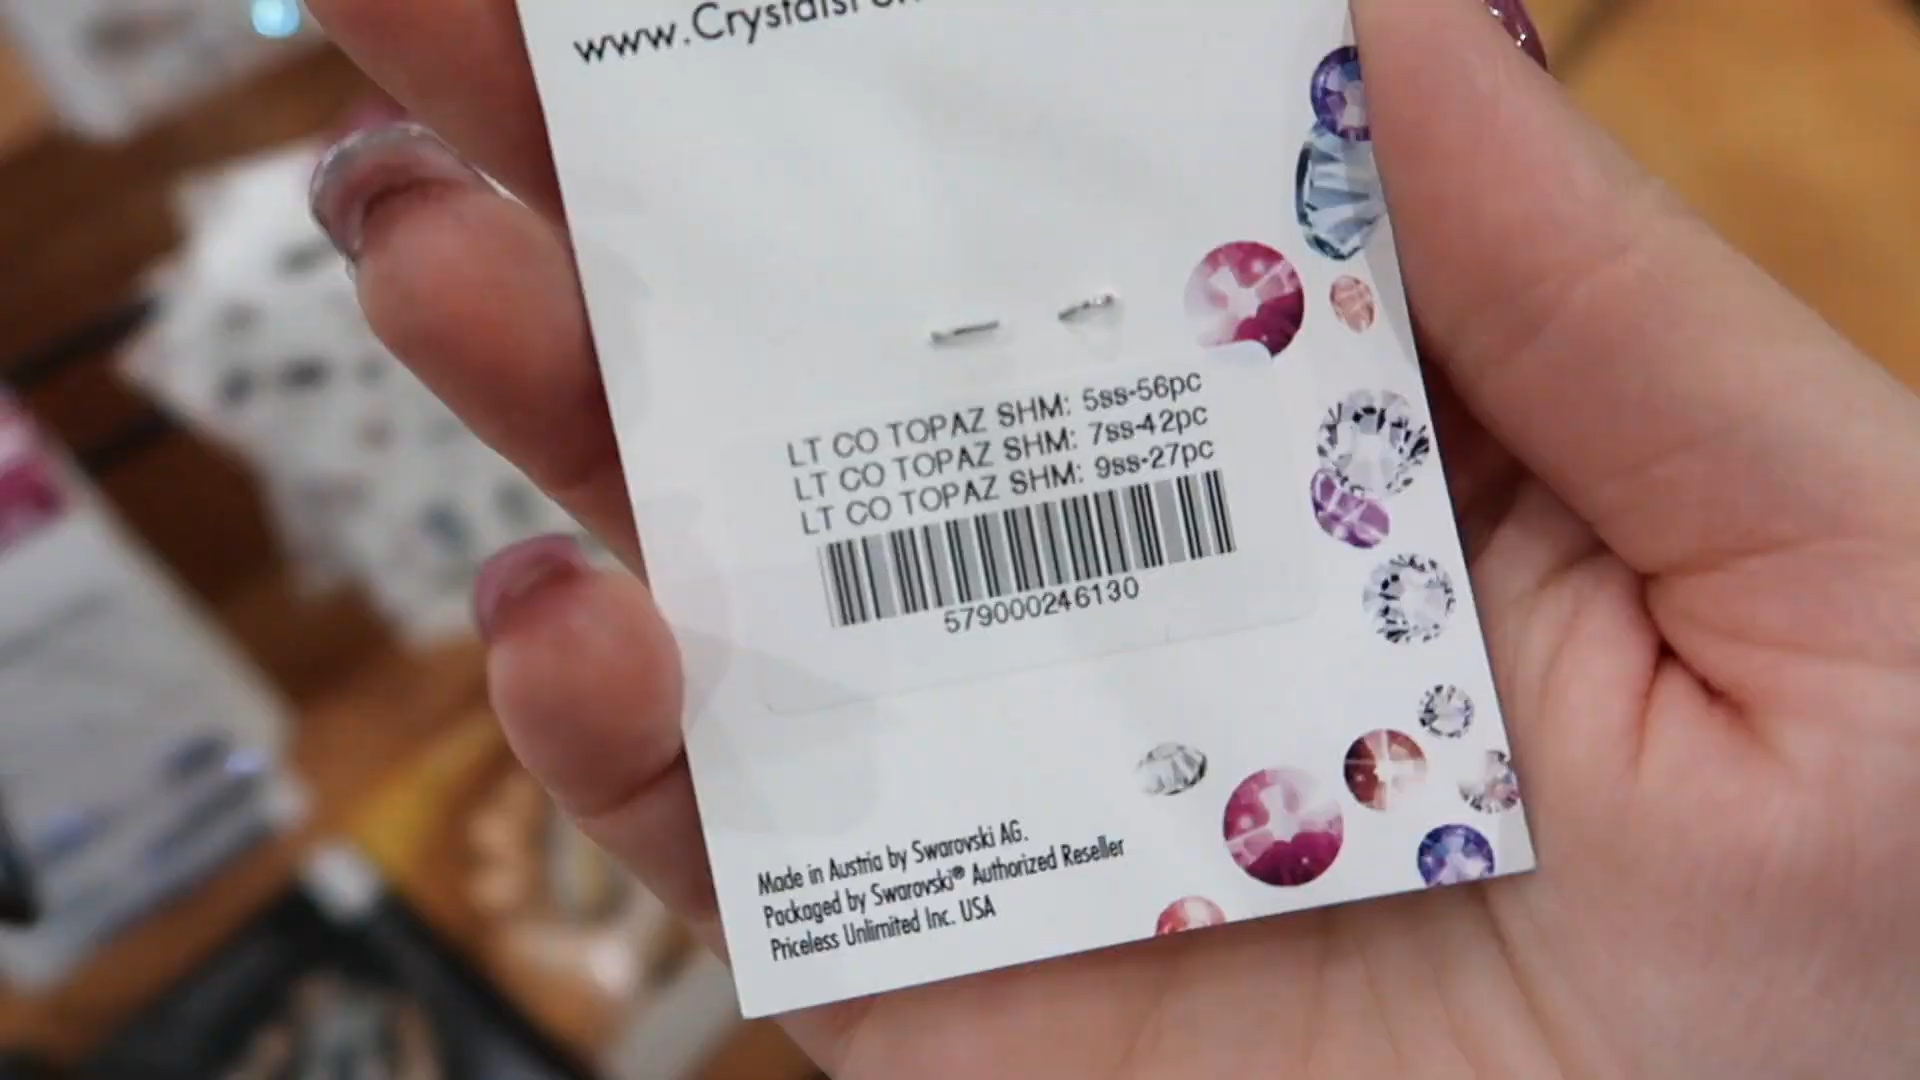 www.Crystals
LT CO TOPAZ SHM: 5ss-56pc
LT CO TOPAZ SHM: 7ss-42pc
LT CO TOPAZ SHM: 9ss-27pc
579000246130
Made in Austria by Swarovski AG.
Packaged by Swarovski® Authorized Reseller
Priceless Unlimited Inc. USA